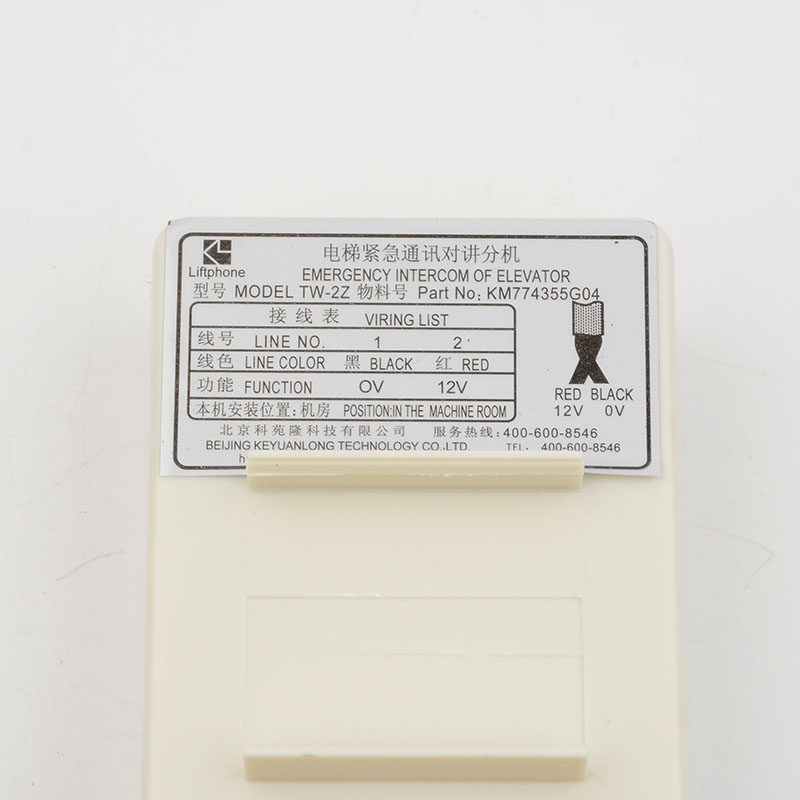 KL
Liftphone
电梯紧急通讯对讲分机
EMERGENCY INTERCOM OF ELEVATOR
型号 MODEL TW-2Z 物料号 Part No: KM774355G04
接线表 VIRING LIST
线号 LINE NO. 1 2
线色 LINE COLOR 黑 BLACK 红 RED
功能 FUNCTION OV 12V
本机安装位置: 机房 POSITION:IN THE MACHINE ROOM
RED BLACK
12V 0V
北京科苑隆科技有限公司 服务热线: 400-600-8546
BEIJING KEYUANLONG TECHNOLOGY CO.,LTD. TEL: 400-600-8546